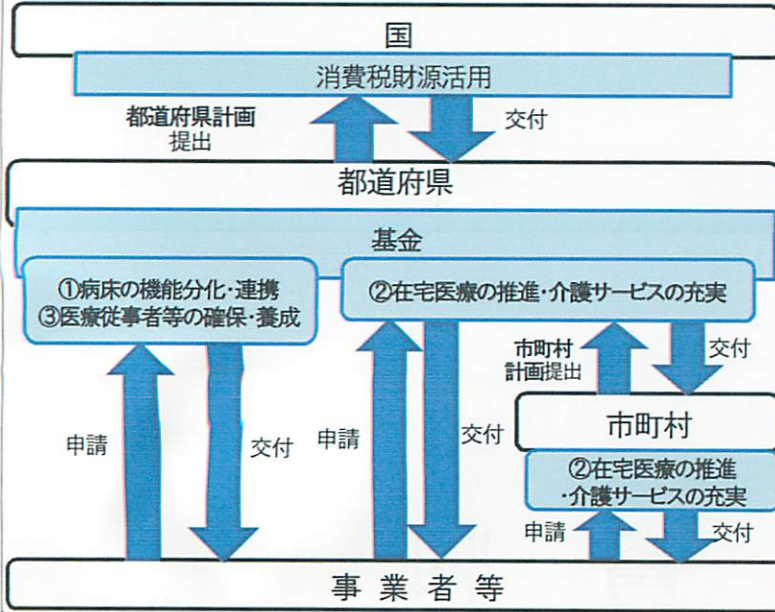 国
消費税財源活用
都道府県計画
提出
交付
都道府県
基金
①病床の機能分化・連携
③医療従事者等の確保・養成
②在宅医療の推進・介護サービスの充実
市町村
計画提出
交付
市町村
②在宅医療の推進
・介護サービスの充実
申請
交付
申請
交付
申請
交付
事業者等